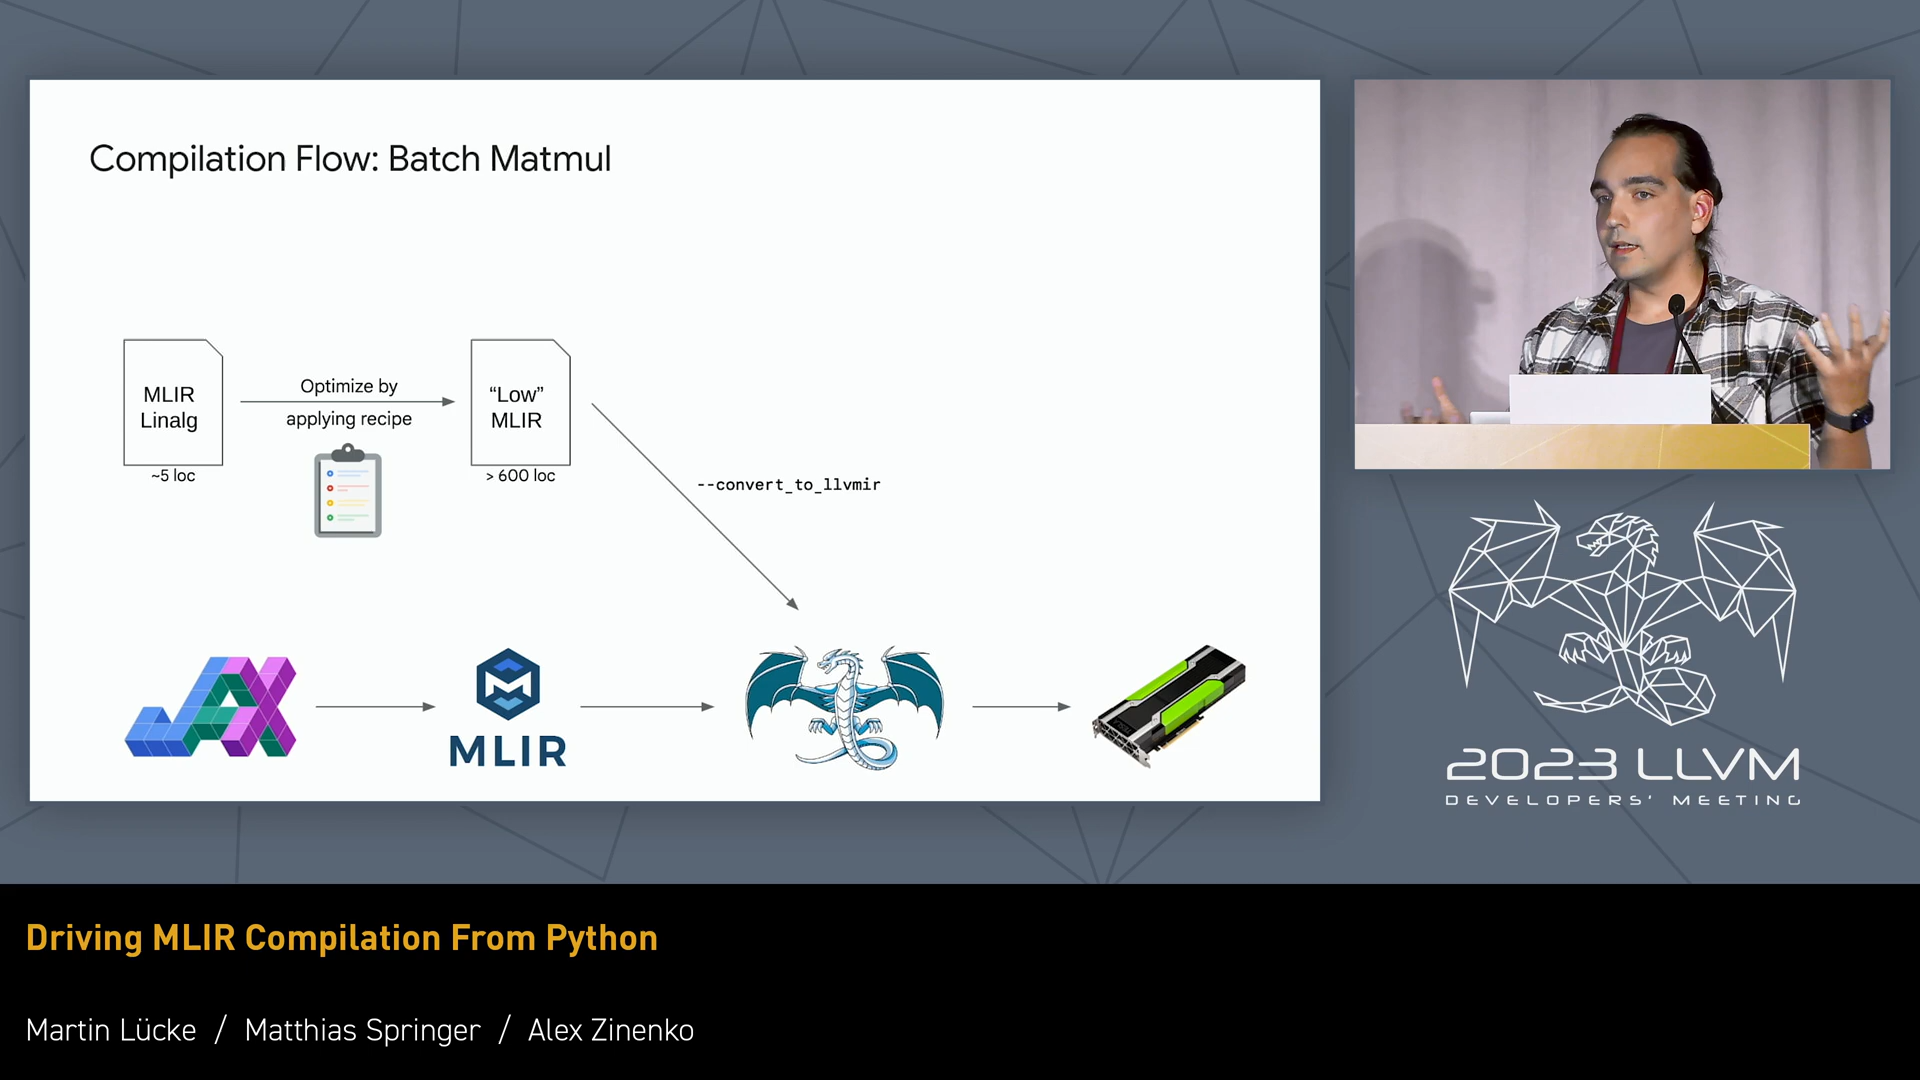 Compilation Flow: Batch Matmul
MLIR
Linalg
~5 loc
Optimize by
applying recipe
“Low”
MLIR
> 600 loc
--convert_to_llvmir
JAX
MLIR
2023 LLVM
DEVELOPERS' MEETING
Driving MLIR Compilation From Python
Martin Lücke / Matthias Springer / Alex Zinenko